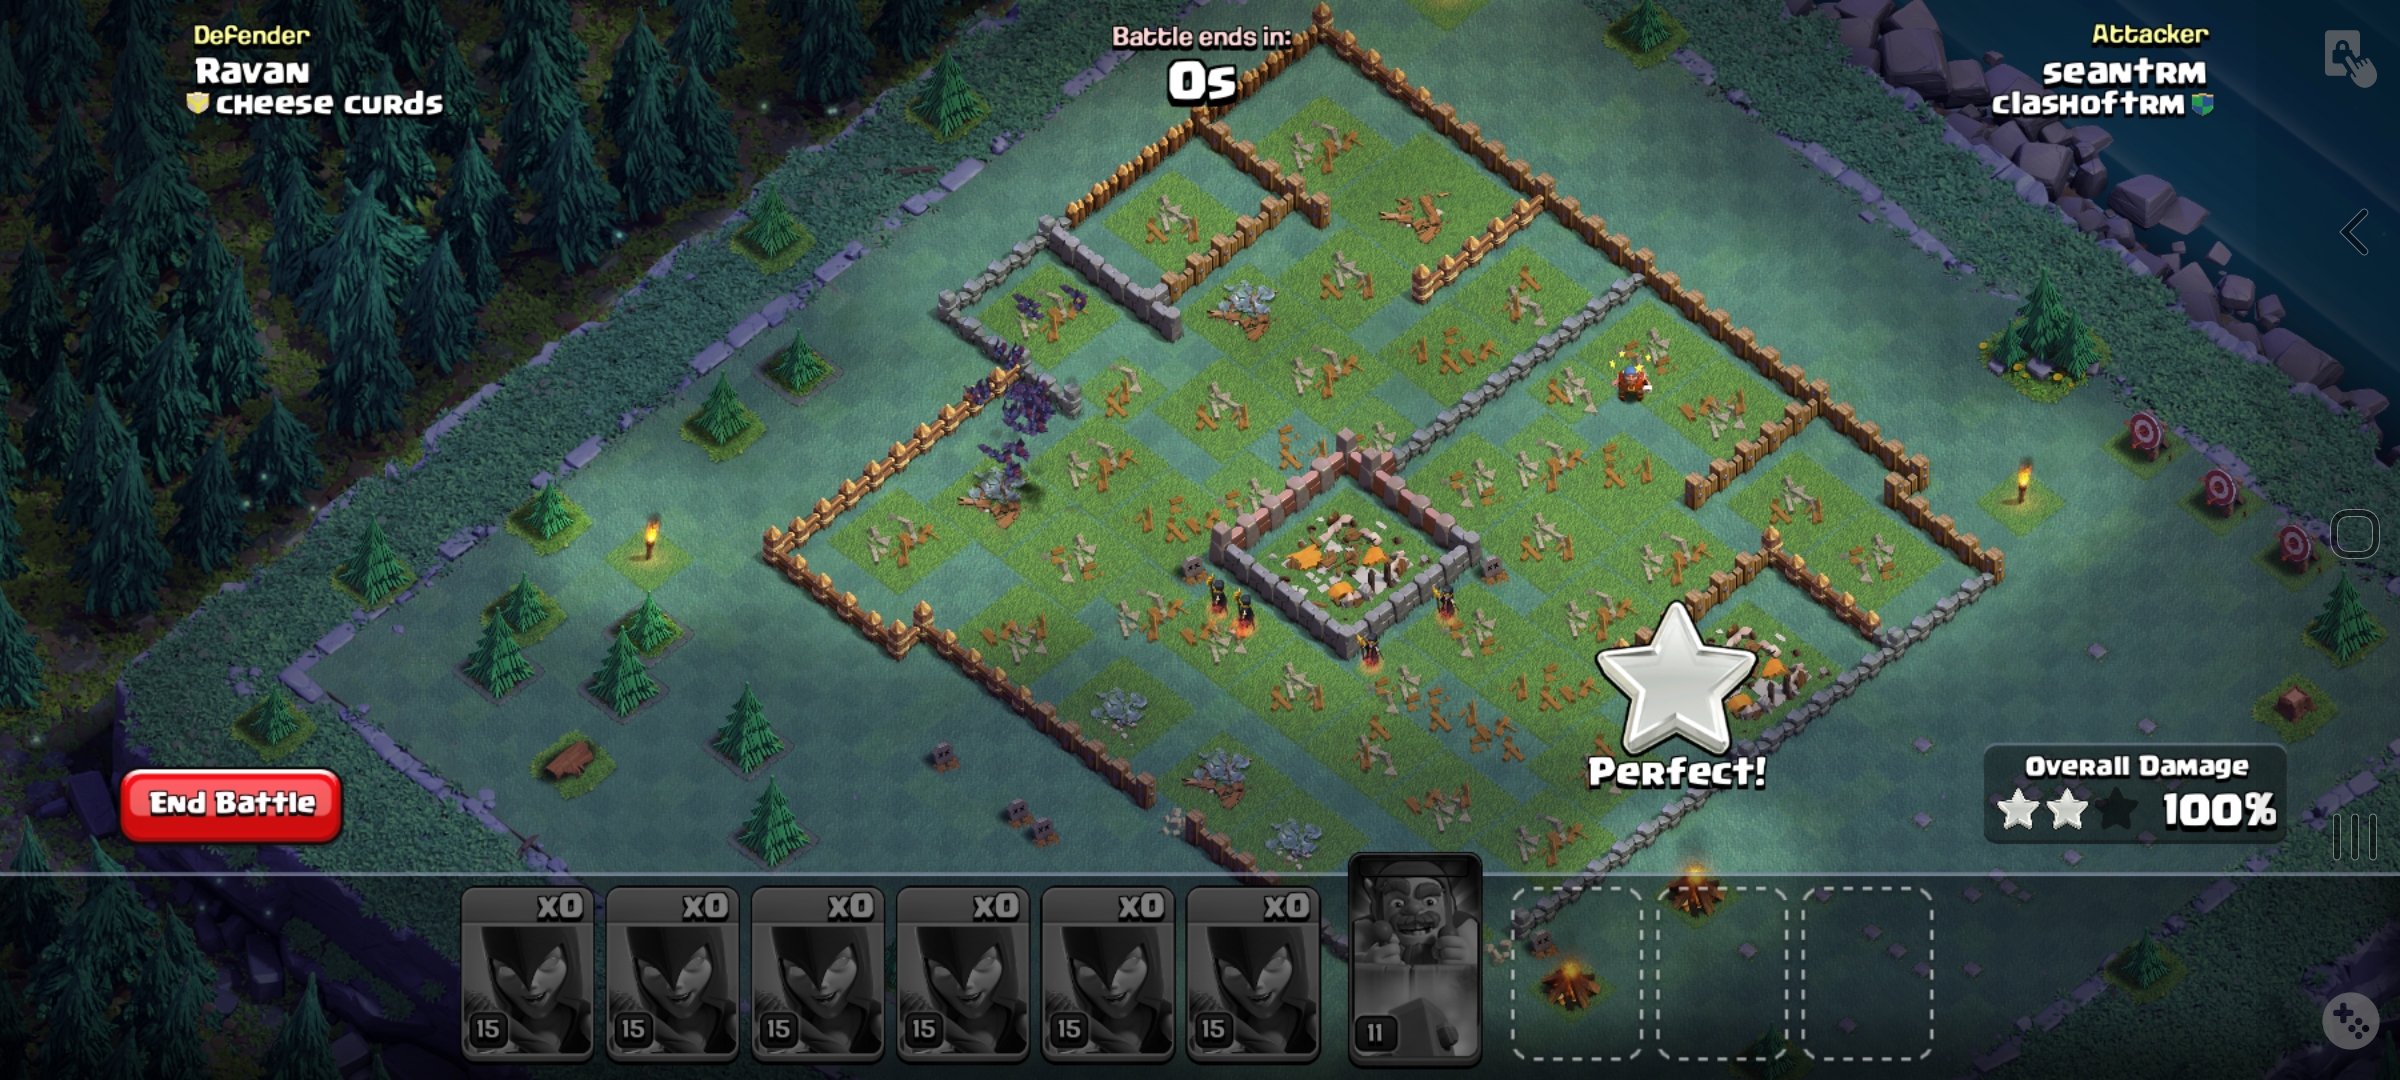 Defender
Ravan
cheese curds
Battle ends in:
0s
Attacker
seantrm
clashoftrm
Perfect!
Overall Damage
100%
End Battle
x0
x0
x0
x0
x0
x0
15
15
15
15
15
15
11